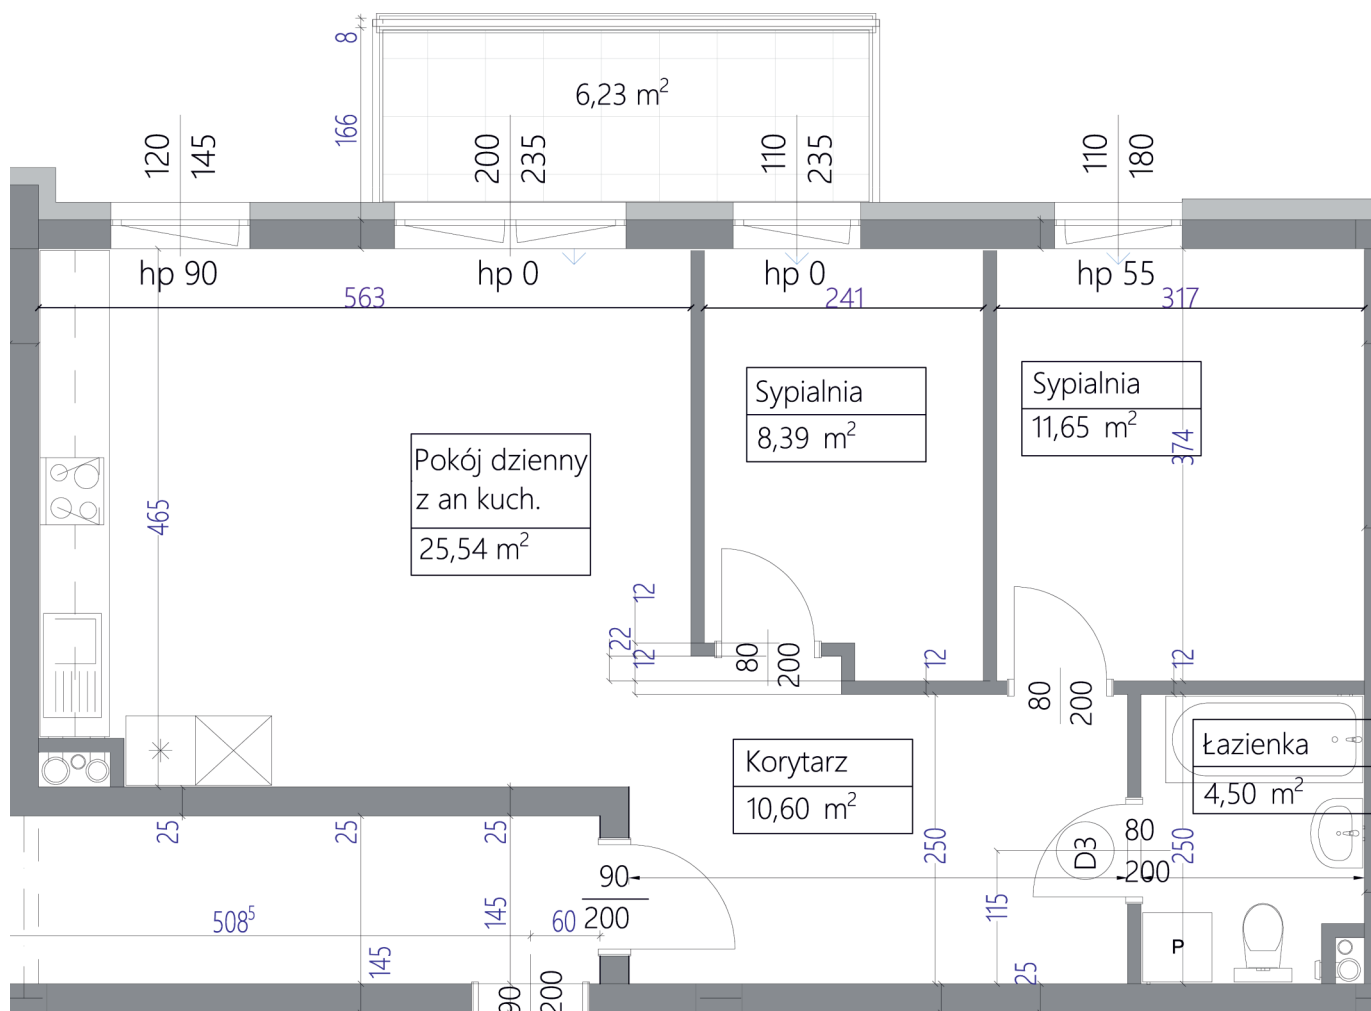 8
6,23 m²
166
120
145
200
235
110
235
110
180
hp 90
hp 0
hp 0
hp 55
563
241
317
Sypialnia
8,39 m²
Sypialnia
11,65 m²
374
Pokój dzienny
z an kuch.
25,54 m²
465
12
22
12
80
200
12
12
80
200
Korytarz
10,60 m²
Łazienka
4,50 m²
25
25
25
250
D3
80
200
250
90
200
508⁵
60
145
145
115
25
P
90
200